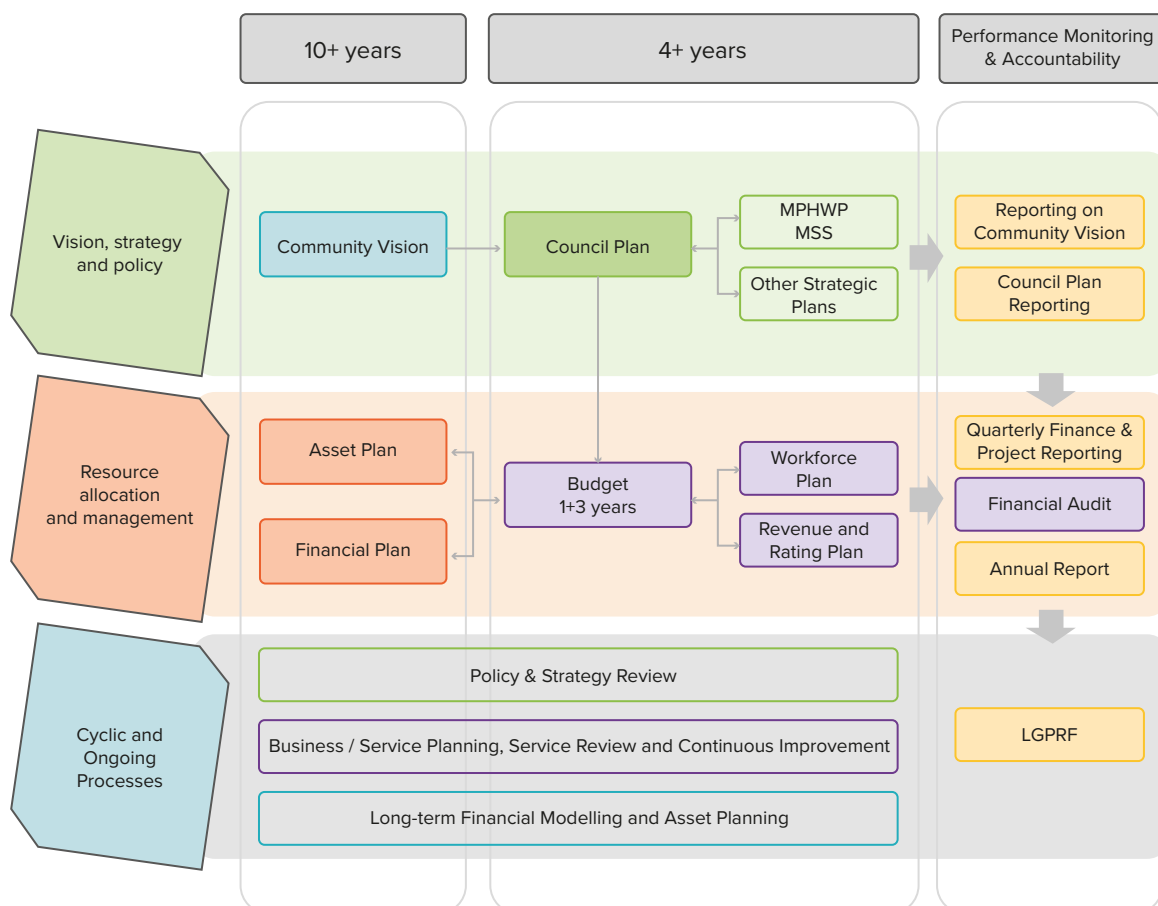 10+ years
4+ years
Performance Monitoring
& Accountability
Vision, strategy
and policy
Community Vision
Council Plan
MPHWP
MSS
Other Strategic
Plans
Reporting on
Community Vision
Council Plan
Reporting
Resource
allocation
and management
Asset Plan
Financial Plan
Budget
1+3 years
Workforce
Plan
Revenue and
Rating Plan
Quarterly Finance &
Project Reporting
Financial Audit
Annual Report
Cyclic and
Ongoing
Processes
Policy & Strategy Review
Business / Service Planning, Service Review and Continuous Improvement
Long-term Financial Modelling and Asset Planning
LGPRF